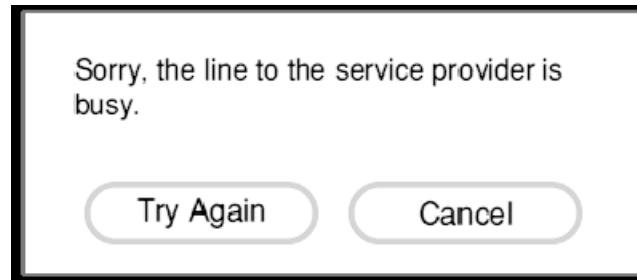 Sorry, the line to the service provider is
busy.
Try Again
Cancel